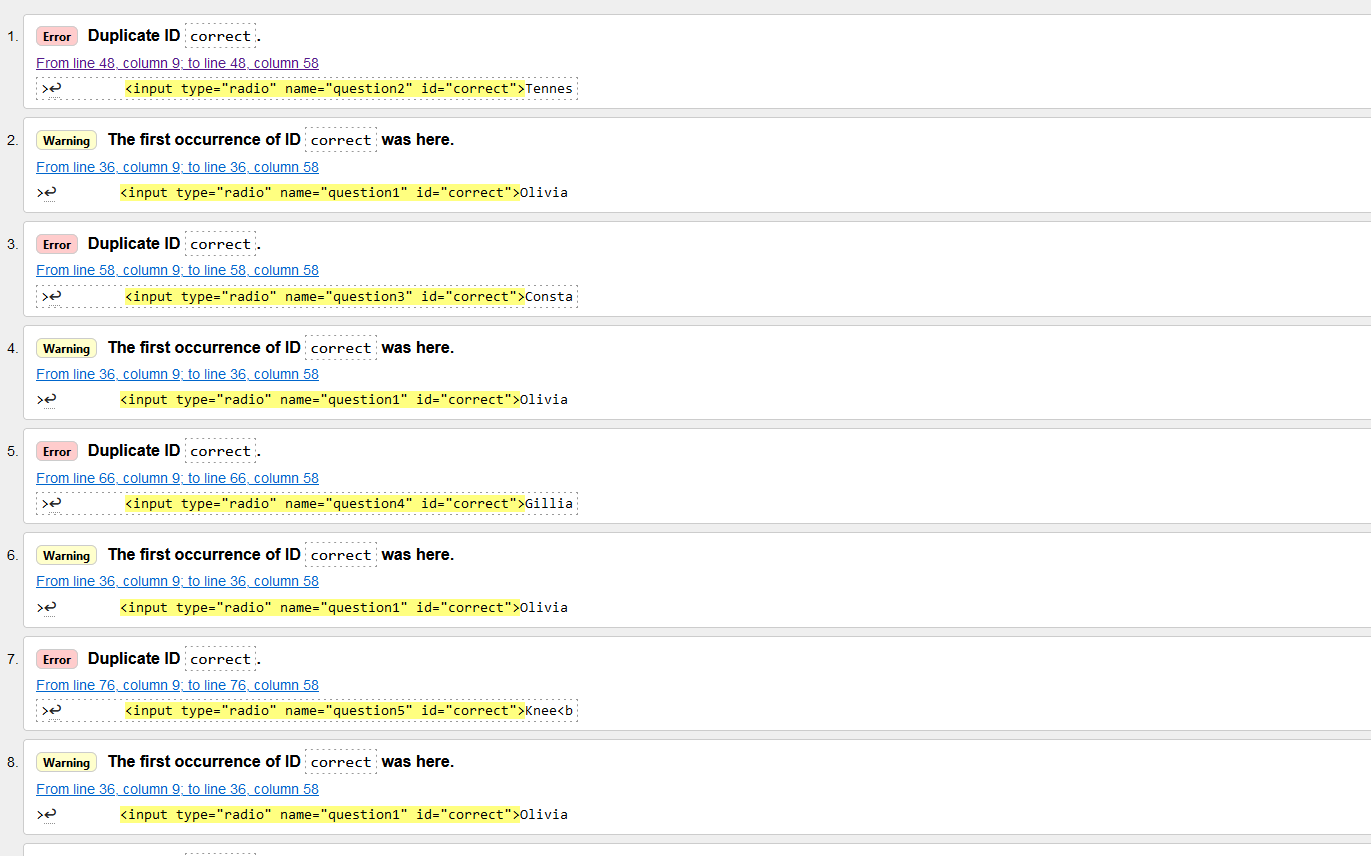 1. Error Duplicate ID correct.
From line 48, column 9; to line 48, column 58
>↩ <input type="radio" name="question2" id="correct">Tennes
2. Warning The first occurrence of ID correct was here.
From line 36, column 9; to line 36, column 58
>↩ <input type="radio" name="question1" id="correct">Olivia
3. Error Duplicate ID correct.
From line 58, column 9; to line 58, column 58
>↩ <input type="radio" name="question3" id="correct">Consta
4. Warning The first occurrence of ID correct was here.
From line 36, column 9; to line 36, column 58
>↩ <input type="radio" name="question1" id="correct">Olivia
5. Error Duplicate ID correct.
From line 66, column 9; to line 66, column 58
>↩ <input type="radio" name="question4" id="correct">Gillia
6. Warning The first occurrence of ID correct was here.
From line 36, column 9; to line 36, column 58
>↩ <input type="radio" name="question1" id="correct">Olivia
7. Error Duplicate ID correct.
From line 76, column 9; to line 76, column 58
>↩ <input type="radio" name="question5" id="correct">Knee<b
8. Warning The first occurrence of ID correct was here.
From line 36, column 9; to line 36, column 58
>↩ <input type="radio" name="question1" id="correct">Olivia